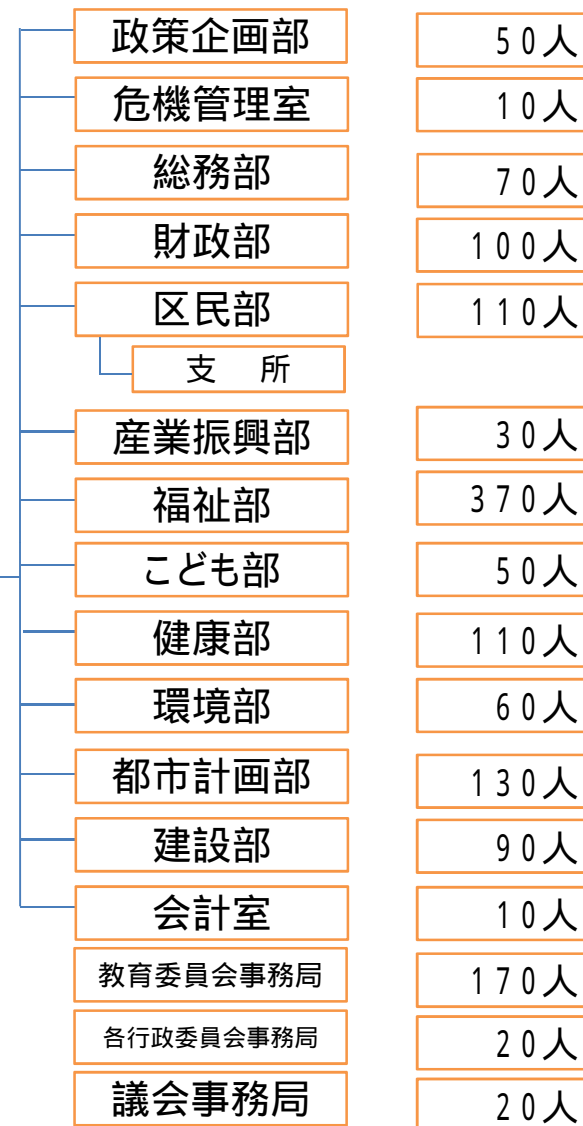 政策企画部 50人
危機管理室 10人
総務部 70人
財政部 100人
区民部 110人
支 所
産業振興部 30人
福祉部 370人
こども部 50人
健康部 110人
環境部 60人
都市計画部 130人
建設部 90人
会計室 10人
教育委員会事務局 170人
各行政委員会事務局 20人
議会事務局 20人